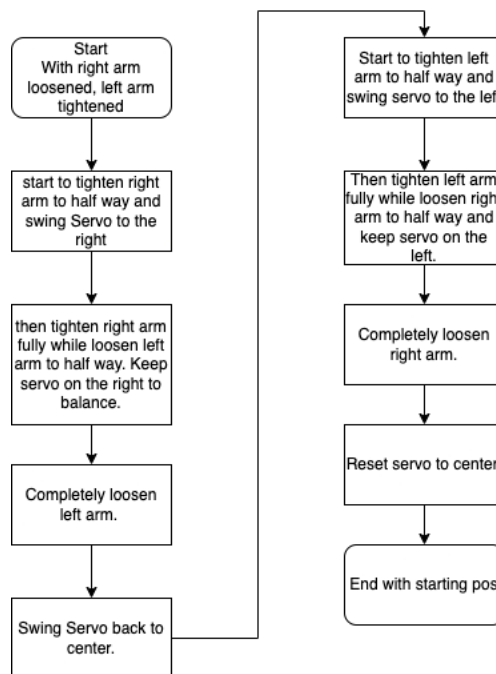 Start
With right arm
loosened, left arm
tightened
start to tighten right
arm to half way and
swing Servo to the
right
then tighten right arm
fully while loosen left
arm to half way. Keep
servo on the right to
balance.
Completely loosen
left arm.
Swing Servo back to
center.
Start to tighten left
arm to half way and
swing servo to the lef
Then tighten left arm
fully while loosen righ
arm to half way and
keep servo on the
left.
Completely loosen
right arm.
Reset servo to center
End with starting pos